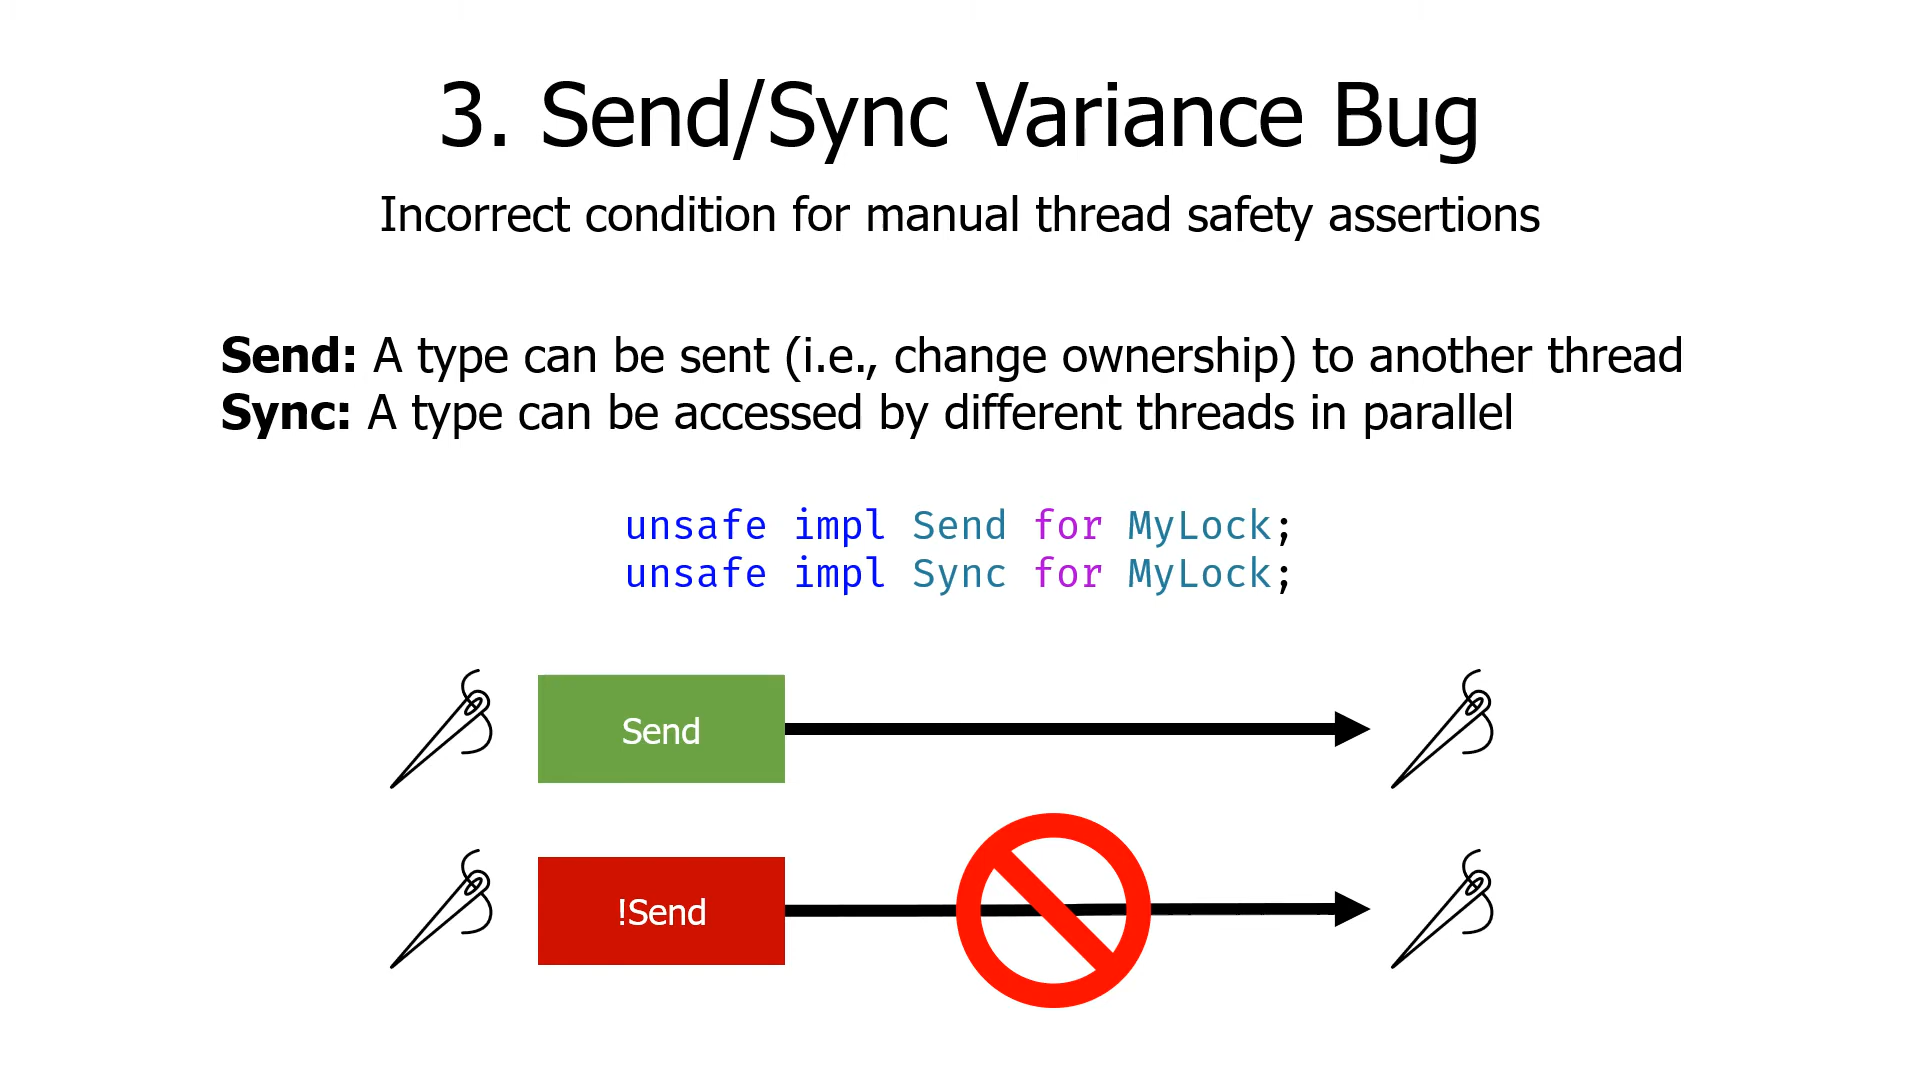 3. Send/Sync Variance Bug
Incorrect condition for manual thread safety assertions
Send: A type can be sent (i.e., change ownership) to another thread
Sync: A type can be accessed by different threads in parallel
unsafe impl Send for MyLock;
unsafe impl Sync for MyLock;
Send
!Send